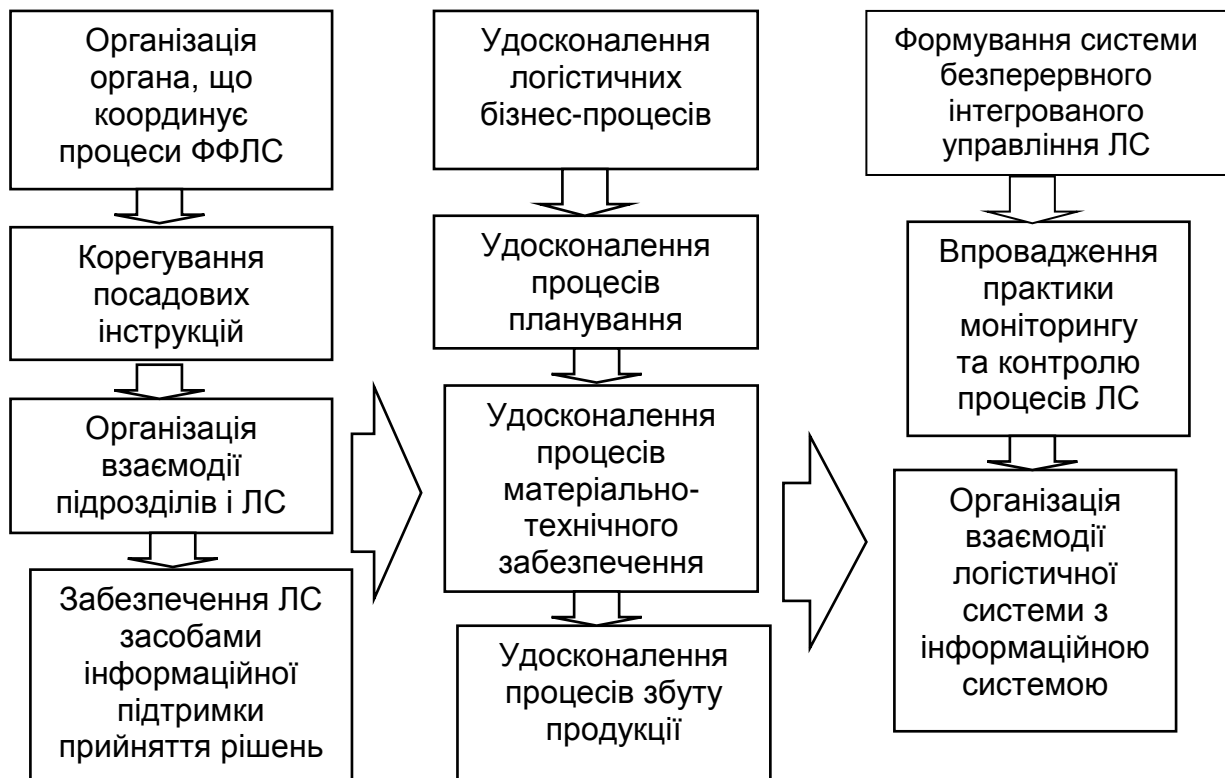 Організація
органа, що
координує
процеси ФФЛС
Корегування
посадових
інструкцій
Організація
взаємодії
підрозділів і ЛС
Забезпечення ЛС
засобами
інформаційної
підтримки
прийняття рішень
Удосконалення
логістичних
бізнес-процесів
Удосконалення
процесів
планування
Удосконалення
процесів
матеріально-
технічного
забезпечення
Удосконалення
процесів збуту
продукції
Формування системи
безперервного
інтегрованого
управління ЛС
Впровадження
практики
моніторингу
та контролю
процесів ЛС
Організація
взаємодії
логістичної
системи з
інформаційною
системою